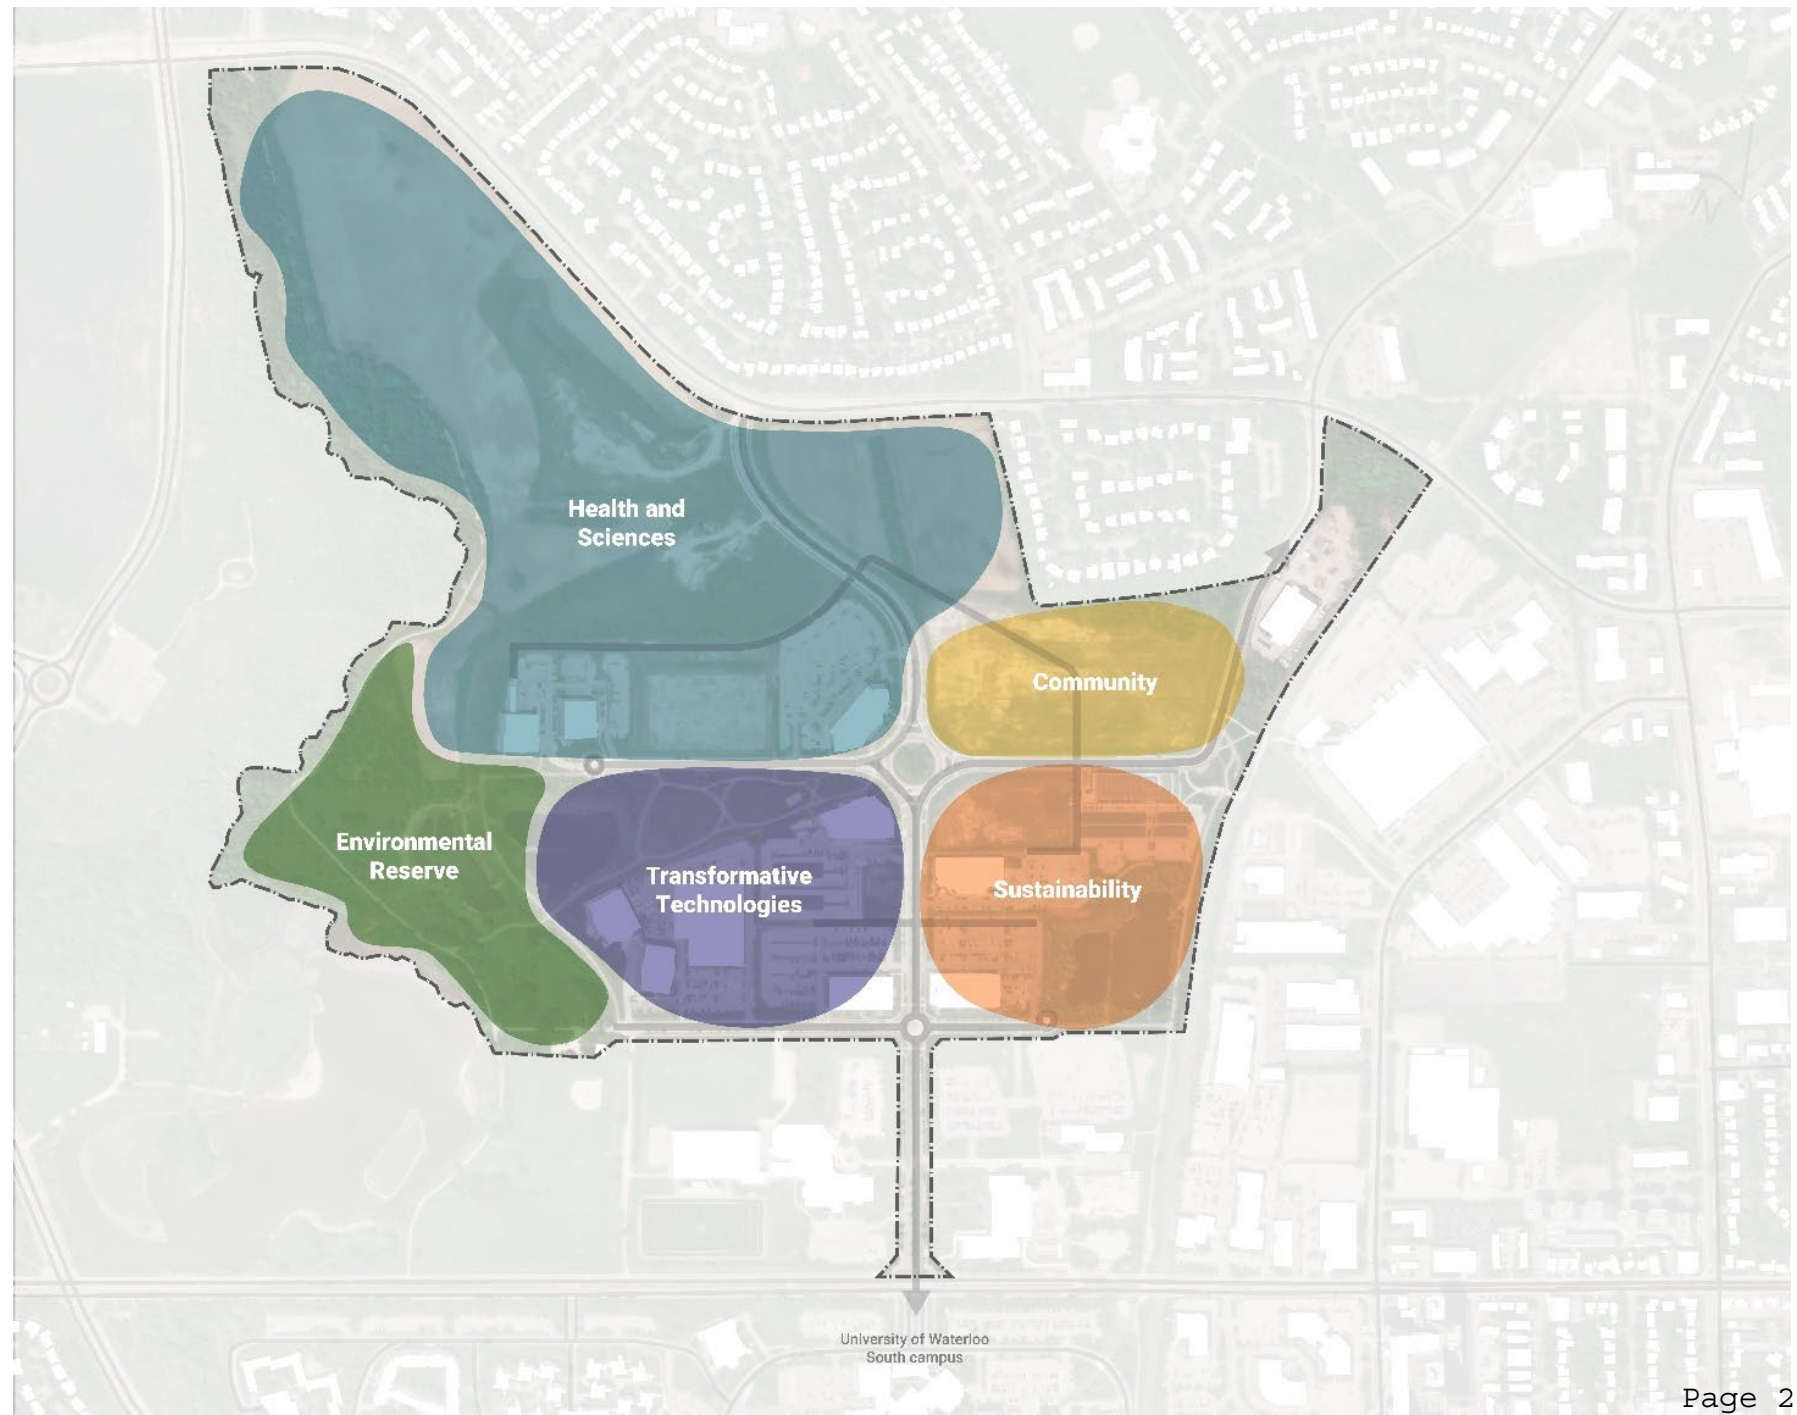 Health and
Sciences
Community
Environmental
Reserve
Transformative
Technologies
Sustainability
University of Waterloo
South campus
Page 2